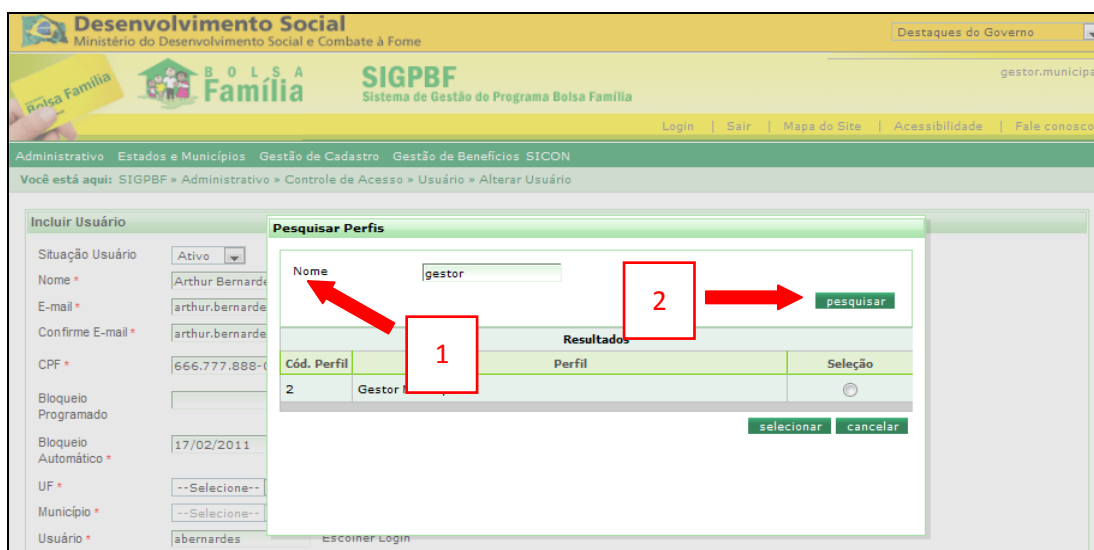 Desenvolvimento Social
Ministério do Desenvolvimento Social e Combate à Fome
Destaques do Governo
Bolsa Família
BOLSA
Família
SIGPBF
Sistema de Gestão do Programa Bolsa Família
gestor.municipa
Login | Sair | Mapa do Site | Acessibilidade | Fale conosco
Administrativo Estados e Municípios Gestão de Cadastro Gestão de Benefícios SICON
Você está aqui: SIGPBF » Administrativo » Controle de Acesso » Usuário » Alterar Usuário
Incluir Usuário
Pesquisar Perfis
Situação Usuário Ativo
Nome * Arthur Bernarde
Nome gestor
E-mail * arthur.bernarde
2
pesquisar
Confirme E-mail * arthur.bernarde
1
Resultados
CPF * 666.777.888-
Cód. Perfil Perfil Seleção
2 Gestor
Bloqueio
Programado
selecionar cancelar
Bloqueio
Automático *
17/02/2011
UF * --Selecione--
Município * --Selecione--
Usuário * abernardes Escolher Login